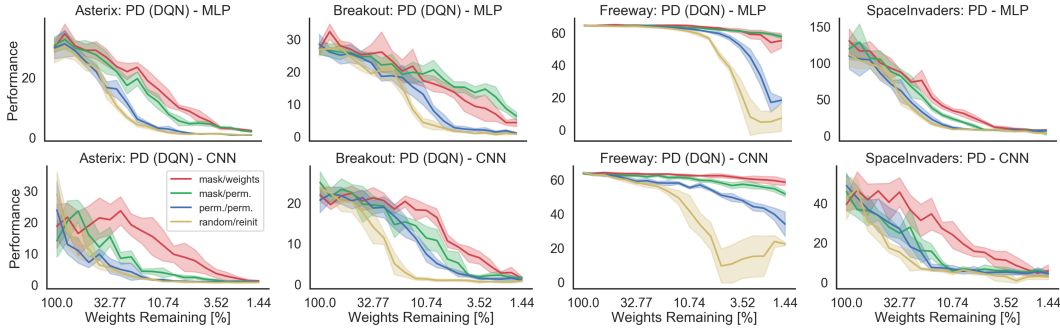 Asterix: PD (DQN) - MLP
Breakout: PD (DQN) - MLP
Freeway: PD (DQN) - MLP
SpaceInvaders: PD - MLP
Performance
20
0
30
20
10
0
60
40
20
0
150
100
50
0
Asterix: PD (DQN) - CNN
Breakout: PD (DQN) - CNN
Freeway: PD (DQN) - CNN
SpaceInvaders: PD - CNN
Performance
30
20
10
0
mask/weights
mask/perm.
perm./perm.
random/reinit
20
10
0
60
40
20
0
40
20
0
100.0 32.77 10.74 3.52 1.44
100.0 32.77 10.74 3.52 1.44
100.0 32.77 10.74 3.52 1.44
100.0 32.77 10.74 3.52 1.44
Weights Remaining [%]
Weights Remaining [%]
Weights Remaining [%]
Weights Remaining [%]